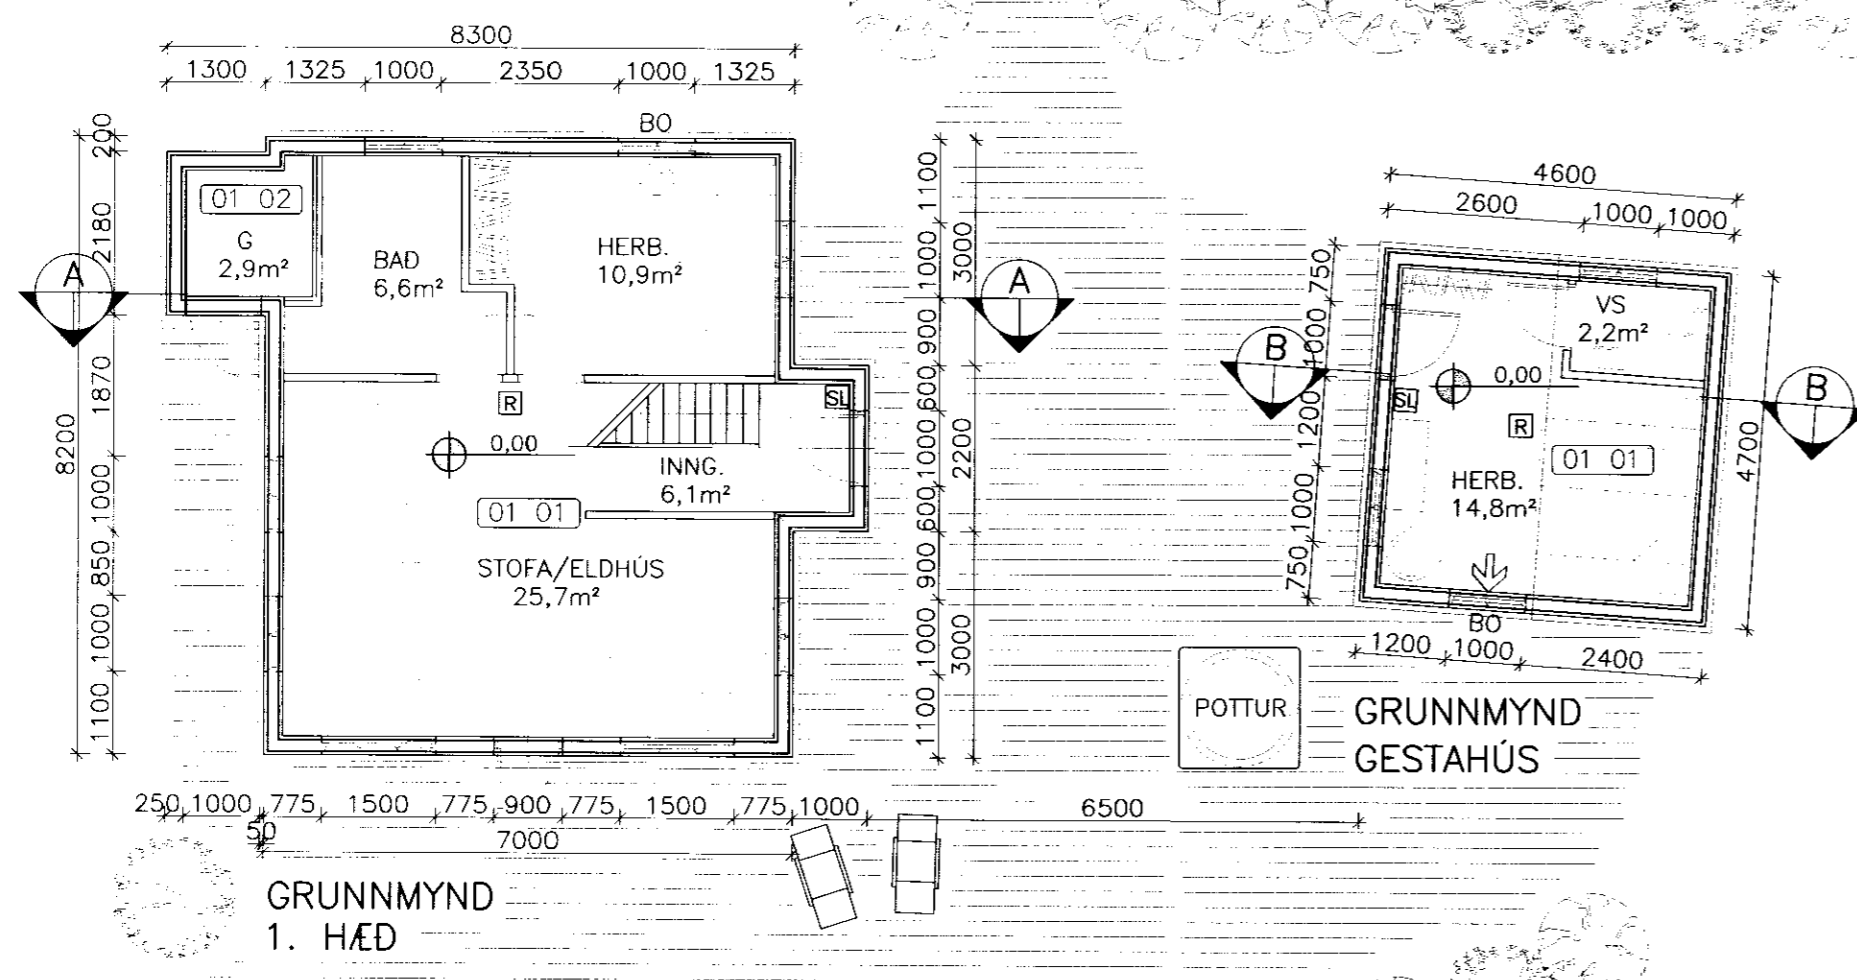 8300
1300 1325 1000 2350 1000 1325
BO
200
2180
1870
1000
850
1000
1100
8200
01 02
G
2,9m²
BAD
6,6m²
HERB.
10,9m²
A
A
R
SL
0,00
INNG.
6,1m²
01 01
STOFA/ELDHÚS
25,7m²
1100
1000
900
600
1000
600
900
1000
1100
3000
2200
3000
250 1000 775 1500 775 900 775 1500 775 1000 6500
50
7000
GRUNNMYND
1. HÆÐ
4600
2600 1000 1000
750
1000
1200
1000
750
4700
VS
2,2m²
B
B
0,00
SL
R
01 01
HERB.
14,8m²
BO
1200 1000 2400
POTTUR
GRUNNMYND
GESTAHÚS